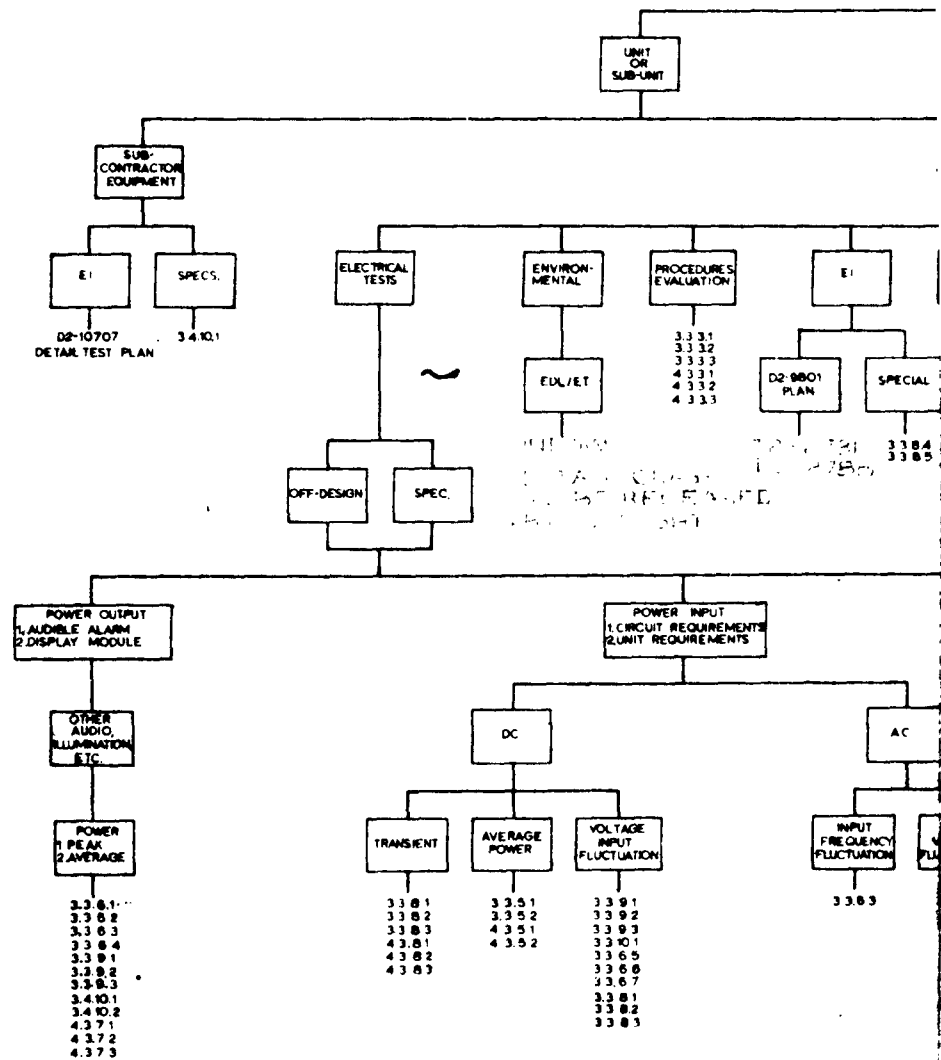 UNIT
OR
SUB-UNIT
SUB-
CONTRACTOR
EQUIPMENT
EI
SPECS.
D2-10707
DETAIL TEST PLAN
3.4.10.1
ELECTRICAL
TESTS
ENVIRON-
MENTAL
PROCEDURES
EVALUATION
EI
EDL/ET
3.3 3.1
3.3 3.2
3 3 3 3
4 3 3 1
4 3 3 2
4 3 3.3
D2-9801
PLAN
SPECIAL
3 3 8.4
3 3 8.5
BE RELEASED
OFF-DESIGN
SPEC.
POWER OUTPUT
1. AUDIBLE ALARM
2. DISPLAY MODULE
POWER INPUT
1. CIRCUIT REQUIREMENTS
2. UNIT REQUIREMENTS
OTHER
AUDIO,
ILLUMINATION,
ETC.
DC
AC
POWER
1 PEAK
2. AVERAGE
TRANSIENT
AVERAGE
POWER
VOLTAGE
INPUT
FLUCTUATION
INPUT
FREQUENCY
FLUCTUATION
3.3.6.1
3 3 6 2
3.3 6 3
3 3 6 4
3.3 9 1
3.3.9.2
3.3.9.3
3.4.10.1
3.4 10.2
4.3 7 1
4 3.7 2
4.3 7 3
3 3 8 1
3 3 8 2
3.3 8 3
4 3.8 1
4 3 8 2
4 3 8 3
3.3.5 1
3.3.5 2
4 3.5 1
4 3.5 2
3 3 9.1
3 3 9.2
3 3 9.3
3 3 10.1
3 3 6.5
3 3 6.6
3 3.6.7
3.3 8 1
3 3 8.2
3 3 8 3
3 3.6 3